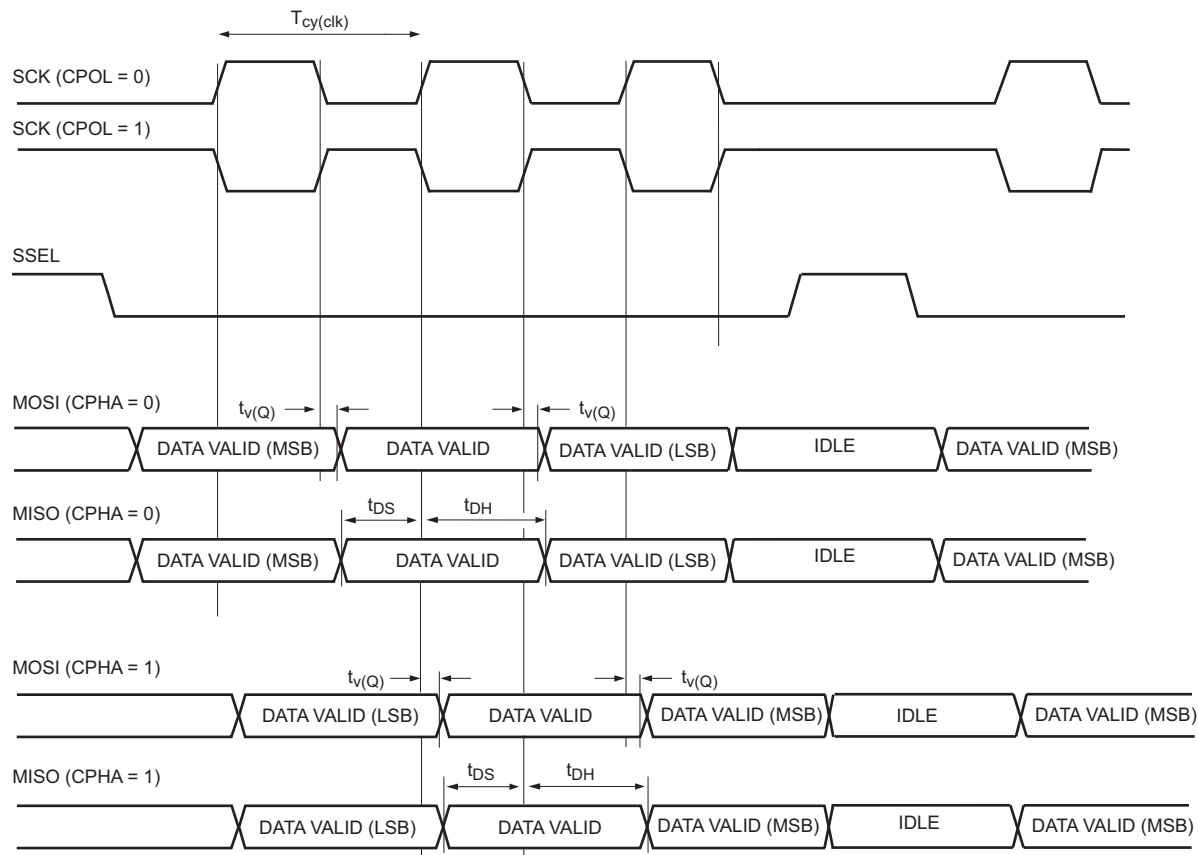 Tcy(clk)
SCK (CPOL = 0)
SCK (CPOL = 1)
SSEL
MOSI (CPHA = 0)
tv(Q) tv(Q)
DATA VALID (MSB) DATA VALID DATA VALID (LSB) IDLE DATA VALID (MSB)
tDS tDH
MISO (CPHA = 0)
DATA VALID (MSB) DATA VALID DATA VALID (LSB) IDLE DATA VALID (MSB)
MOSI (CPHA = 1)
tv(Q) tv(Q)
DATA VALID (LSB) DATA VALID DATA VALID (MSB) IDLE DATA VALID (MSB)
tDS tDH
MISO (CPHA = 1)
DATA VALID (LSB) DATA VALID DATA VALID (MSB) IDLE DATA VALID (MSB)